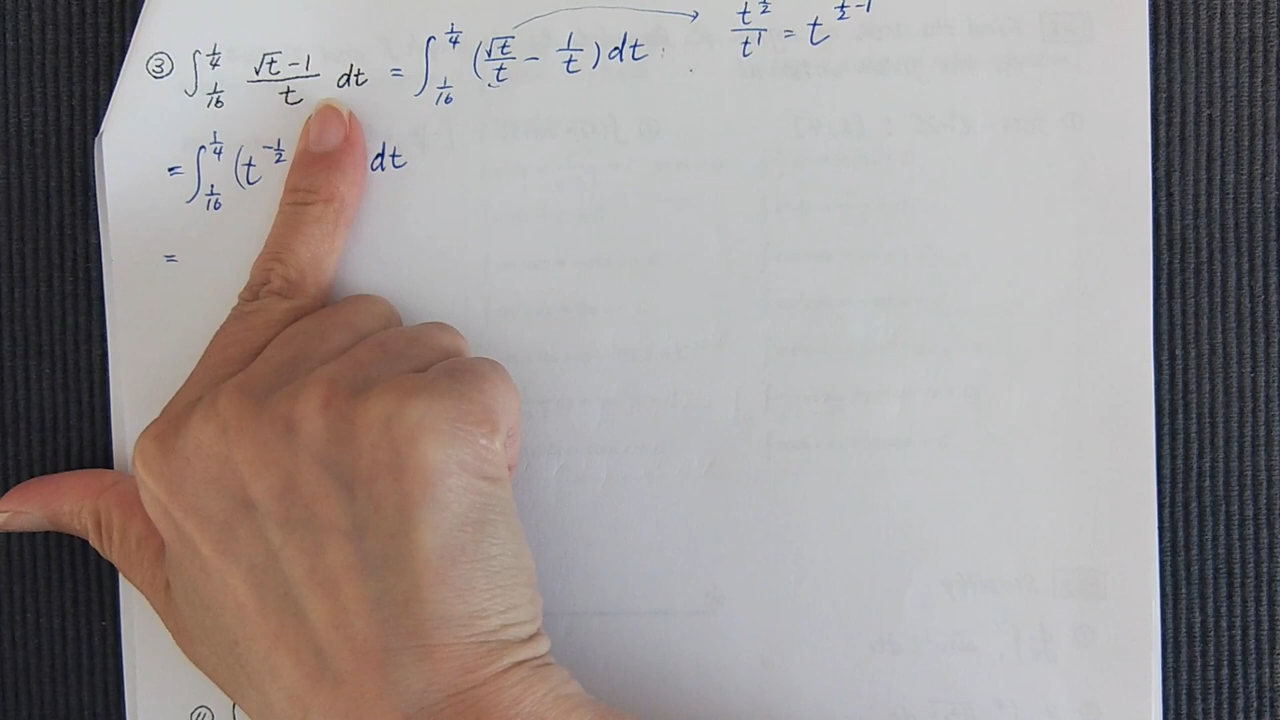 ③ ∫_{1/16}^{1/4} (√t − 1)/t dt = ∫_{1/16}^{1/4} (√t/t − 1/t) dt t^{1/2}/t^1 = t^{1/2−1}
= ∫_{1/16}^{1/4} (t^{−1/2} dt
=